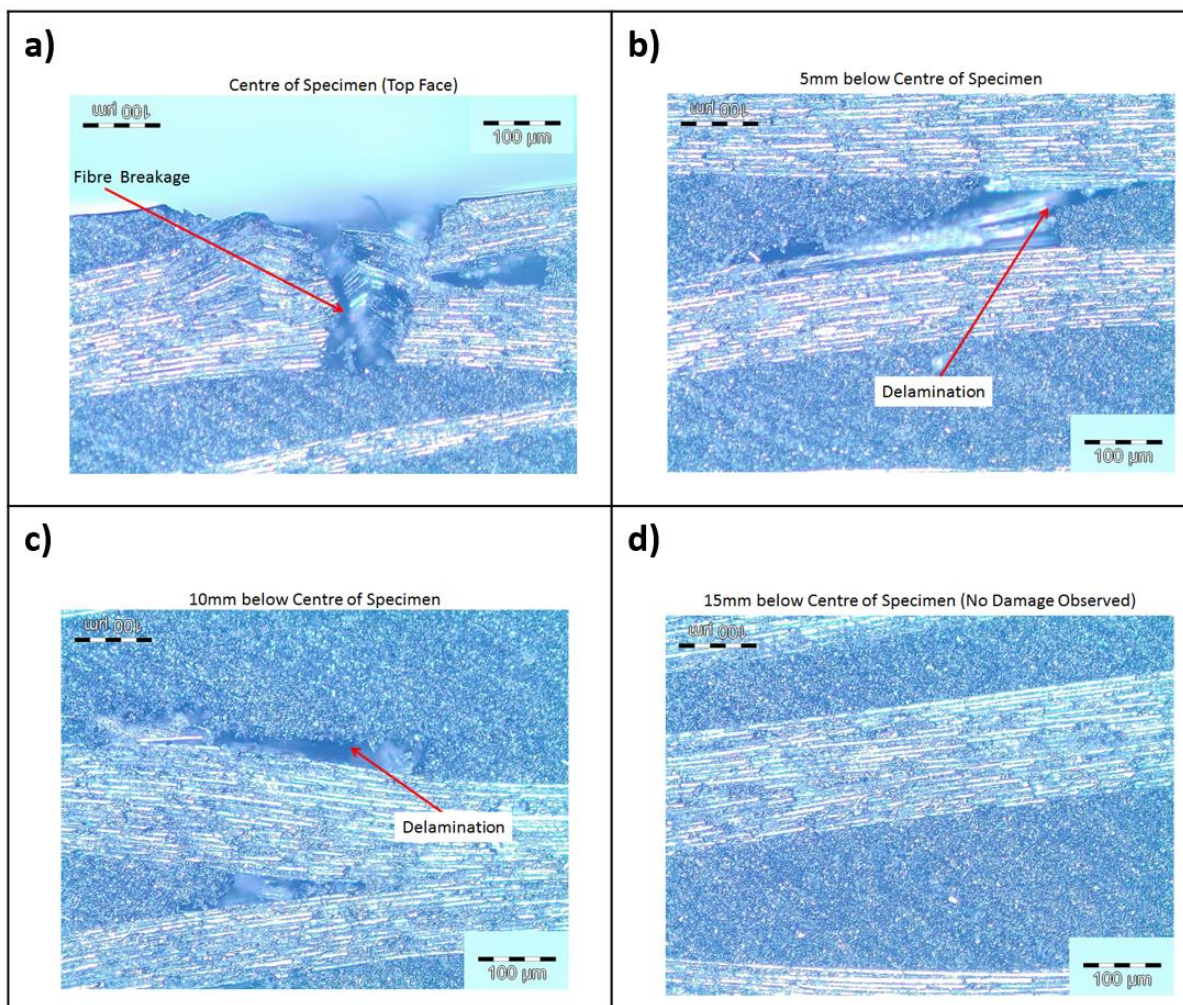 a)
Centre of Specimen (Top Face)
100 µm
100 µm
Fibre Breakage
b)
5mm below Centre of Specimen
100 µm
Delamination
100 µm
c)
10mm below Centre of Specimen
100 µm
Delamination
100 µm
d)
15mm below Centre of Specimen (No Damage Observed)
100 µm
100 µm